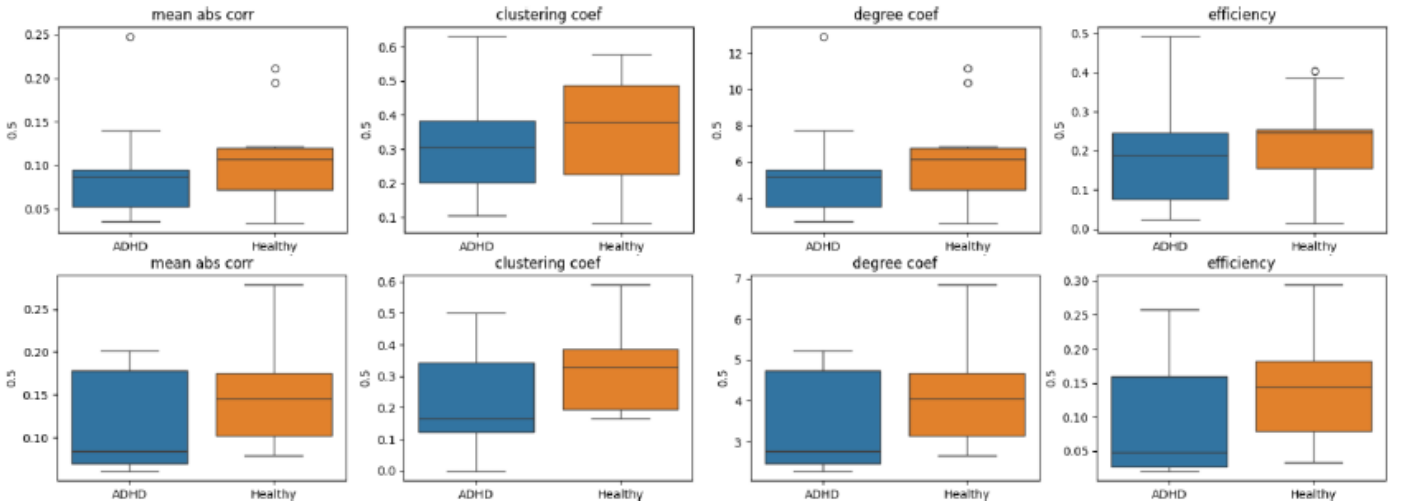 mean abs corr clustering coef degree coef efficiency
0.25 0.20 0.15 0.10 0.05
0.5
0.6 0.5 0.4 0.3 0.2 0.1
0.5
12 10 8 6 4
0.5
0.5 0.4 0.3 0.2 0.1 0.0
0.5
ADHD Healthy ADHD Healthy ADHD Healthy ADHD Healthy
mean abs corr clustering coef degree coef efficiency
0.25 0.20 0.15 0.10
0.5
0.6 0.5 0.4 0.3 0.2 0.1 0.0
0.5
7 6 5 4 3
0.5
0.30 0.25 0.20 0.15 0.10 0.05
0.5
ADHD Healthy ADHD Healthy ADHD Healthy ADHD Healthy